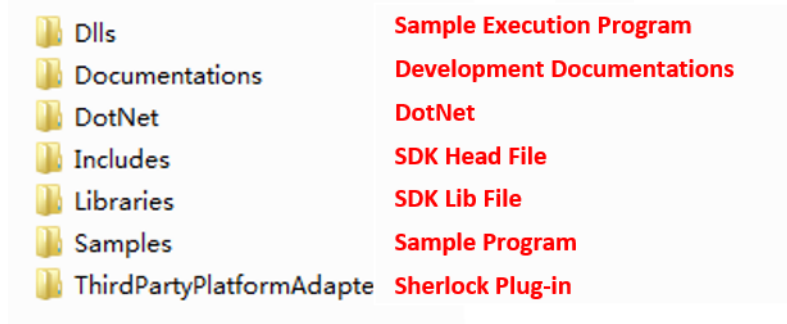 Dlls Sample Execution Program
Documentations Development Documentations
DotNet DotNet
Includes SDK Head File
Libraries SDK Lib File
Samples Sample Program
ThirdPartyPlatformAdapte Sherlock Plug-in